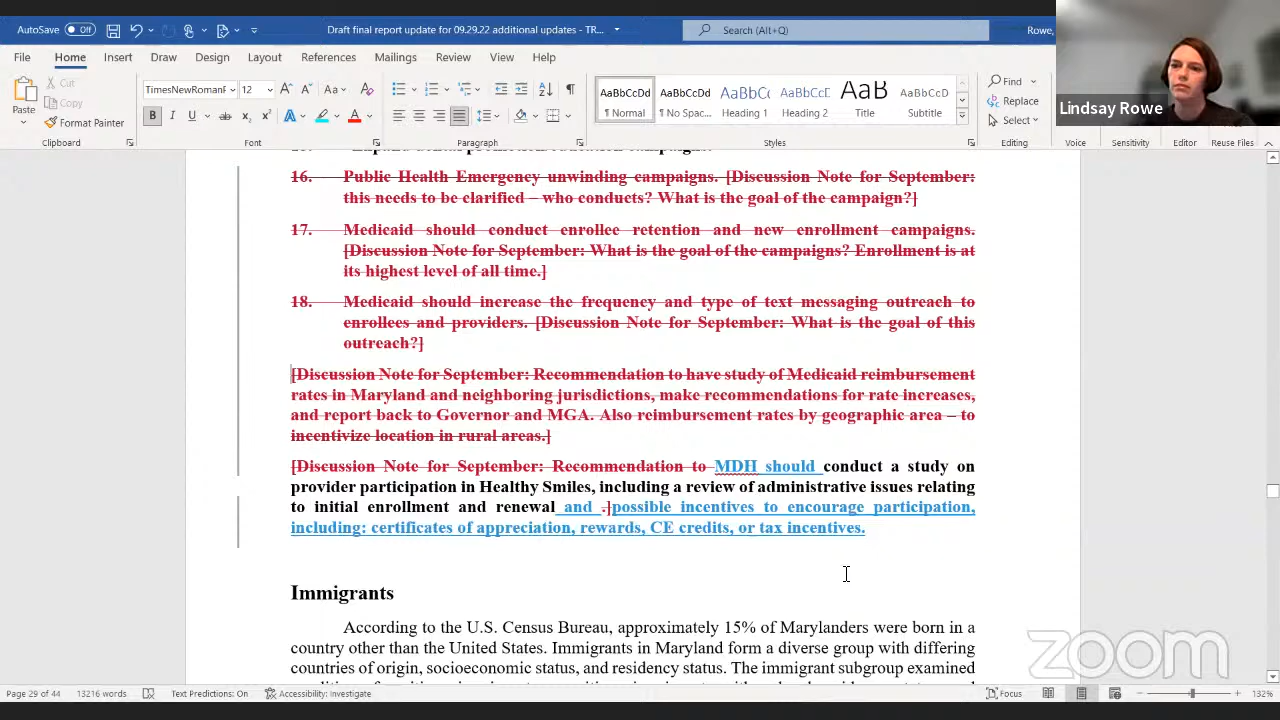 AutoSave Off
Draft final report update for 09.29.22 additional updates - TR...
Search (Alt+Q)
Rowe,
File Home Insert Draw Design Layout References Mailings Review View Help
Paste
Cut
Copy
Format Painter
Clipboard
TimesNewRomanF 12
Font
Paragraph
AaBbCcDd AaBbCcDd AaBbCc AaBbCcE AaB AaBbCcD
¶ Normal ¶ No Spac... Heading 1 Heading 2 Title Subtitle
Styles
Find
Replace
Select
Editing
Voice Sensitivity Editor Reuse Files
Lindsay Rowe
16. Public Health Emergency unwinding campaigns. [Discussion Note for September:
this needs to be clarified – who conducts? What is the goal of the campaign?]
17. Medicaid should conduct enrollee retention and new enrollment campaigns.
[Discussion Note for September: What is the goal of the campaigns? Enrollment is at
its highest level of all time.]
18. Medicaid should increase the frequency and type of text messaging outreach to
enrollees and providers. [Discussion Note for September: What is the goal of this
outreach?]
[Discussion Note for September: Recommendation to have study of Medicaid reimbursement
rates in Maryland and neighboring jurisdictions, make recommendations for rate increases,
and report back to Governor and MGA. Also reimbursement rates by geographic area – to
incentivize location in rural areas.]
[Discussion Note for September: Recommendation to MDH should conduct a study on
provider participation in Healthy Smiles, including a review of administrative issues relating
to initial enrollment and renewal and .]possible incentives to encourage participation,
including: certificates of appreciation, rewards, CE credits, or tax incentives.
Immigrants
According to the U.S. Census Bureau, approximately 15% of Marylanders were born in a
country other than the United States. Immigrants in Maryland form a diverse group with differing
countries of origin, socioeconomic status, and residency status. The immigrant subgroup examined
zoom
Page 29 of 44 13216 words Text Predictions: On Accessibility: Investigate Focus 132%